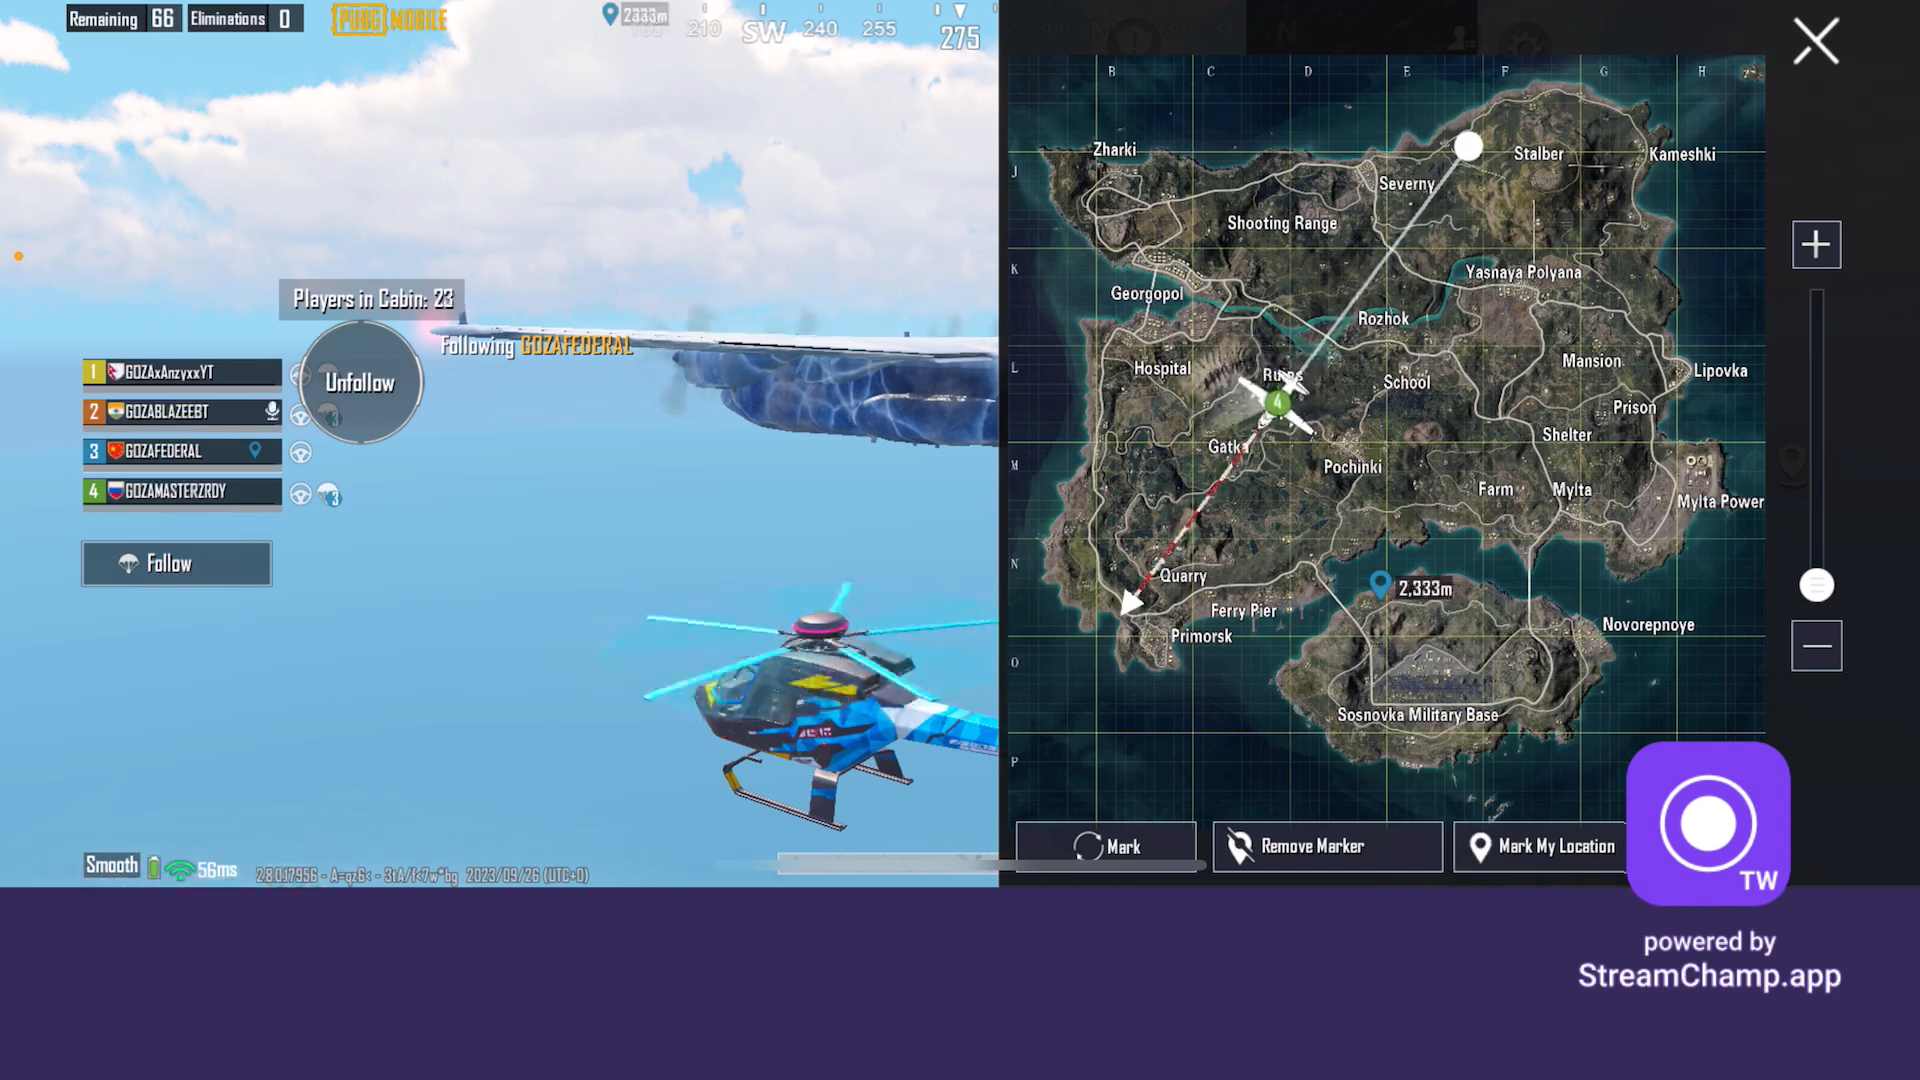 Remaining 66 Eliminations 0 PUBG MOBILE
2333m
210 SW 240 255 275
Players in Cabin: 23
Following GOZAFEDERAL
Unfollow
1 GOZAxAnzyxxYT
2 GOZABLAZEEBT
3
3 GOZAFEDERAL
4 GOZAMASTERZRDY 3
Follow
Smooth 56ms 2023/09/26 (UTC+0)
B C D E F G H
J
K
L
M
N
O
P
Zharki
Stalber
Kameshki
Severny
Shooting Range
Yasnaya Polyana
Georgopol
Rozhok
Mansion
Hospital
Ruins
School
Lipovka
4
Prison
Shelter
Gatka
Pochinki
Farm
Mylta
Mylta Power
Quarry
2,333m
Ferry Pier
Novorepnoye
Primorsk
Sosnovka Military Base
Mark
Remove Marker
Mark My Location
TW
powered by
StreamChamp.app